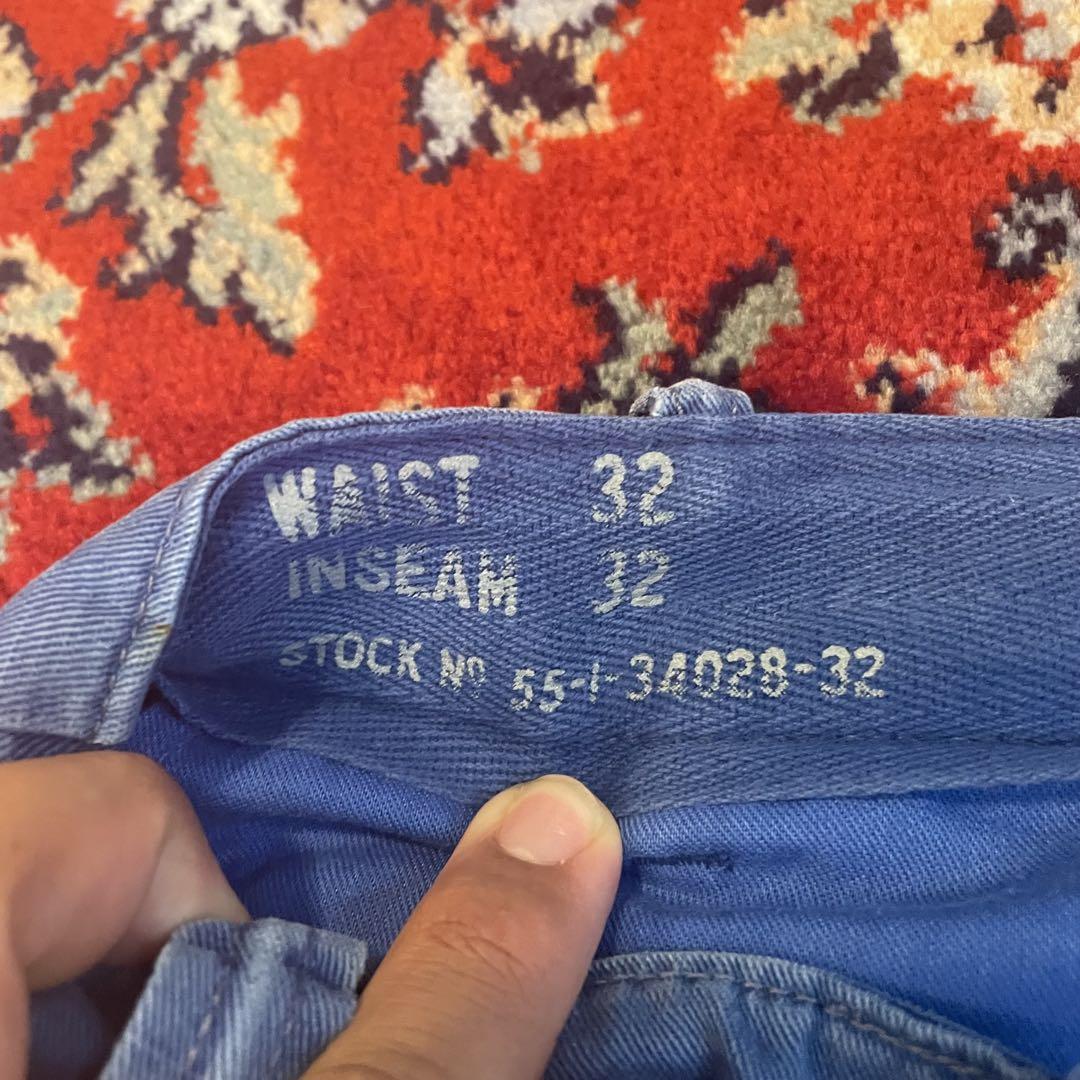 WAIST 32
INSEAM 32
STOCK Nº 55-1-34028-32